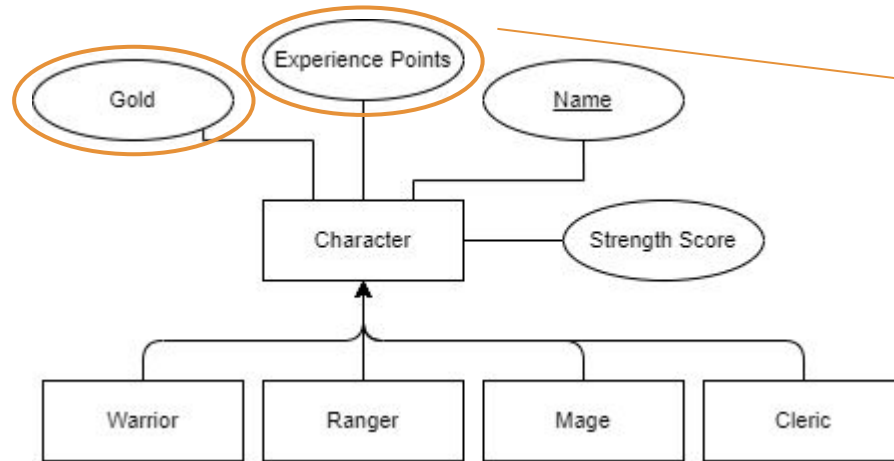 Experience Points
Gold
Name
Character
Strength Score
Warrior
Ranger
Mage
Cleric